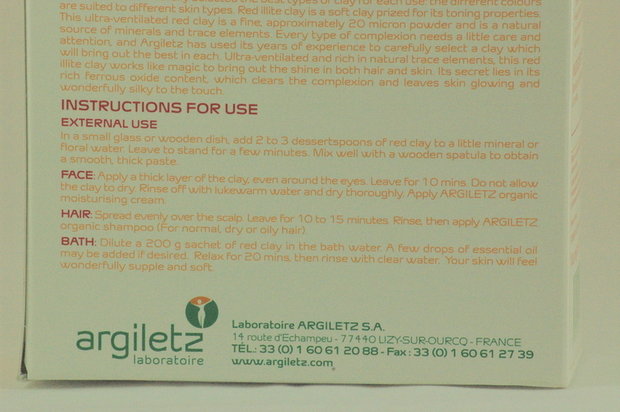 the best types of clay for each use: the different colours
are suited to different skin types. Red illite clay is a soft clay prized for its toning properties.
This ultra-ventilated red clay is a fine, approximately 20 micron powder and is a natural
source of minerals and trace elements. Every type of complexion needs a little care and
attention, and Argiletz has used its years of experience to carefully select a clay which
will bring out the best in each. Ultra-ventilated and rich in natural trace elements, this red
illite clay works like magic to bring out the shine in both hair and skin. Its secret lies in its
rich ferrous oxide content, which clears the complexion and leaves skin glowing and
wonderfully silky to the touch.
INSTRUCTIONS FOR USE
EXTERNAL USE
In a small glass or wooden dish, add 2 to 3 dessertspoons of red clay to a little mineral or
floral water. Leave to stand for a few minutes. Mix well with a wooden spatula to obtain
a smooth, thick paste.
FACE: Apply a thick layer of the clay, even around the eyes. Leave for 10 mins. Do not allow
the clay to dry. Rinse off with lukewarm water and dry thoroughly. Apply ARGILETZ organic
moisturising cream.
HAIR: Spread evenly over the scalp. Leave for 10 to 15 minutes. Rinse, then apply ARGILETZ
organic shampoo (For normal, dry or oily hair).
BATH: Dilute a 200 g sachet of red clay in the bath water. A few drops of essential oil
may be added if desired. Relax for 20 mins, then rinse with clear water. Your skin will feel
wonderfully supple and soft.
argiletz
laboratoire
Laboratoire ARGILETZ S.A.
14 route d'Echampeu - 77440 LIZY-SUR-OURCQ - FRANCE
TÉL.: 33 (0) 1 60 61 20 88 - Fax : 33 (0) 1 60 61 27 39
www.argiletz.com